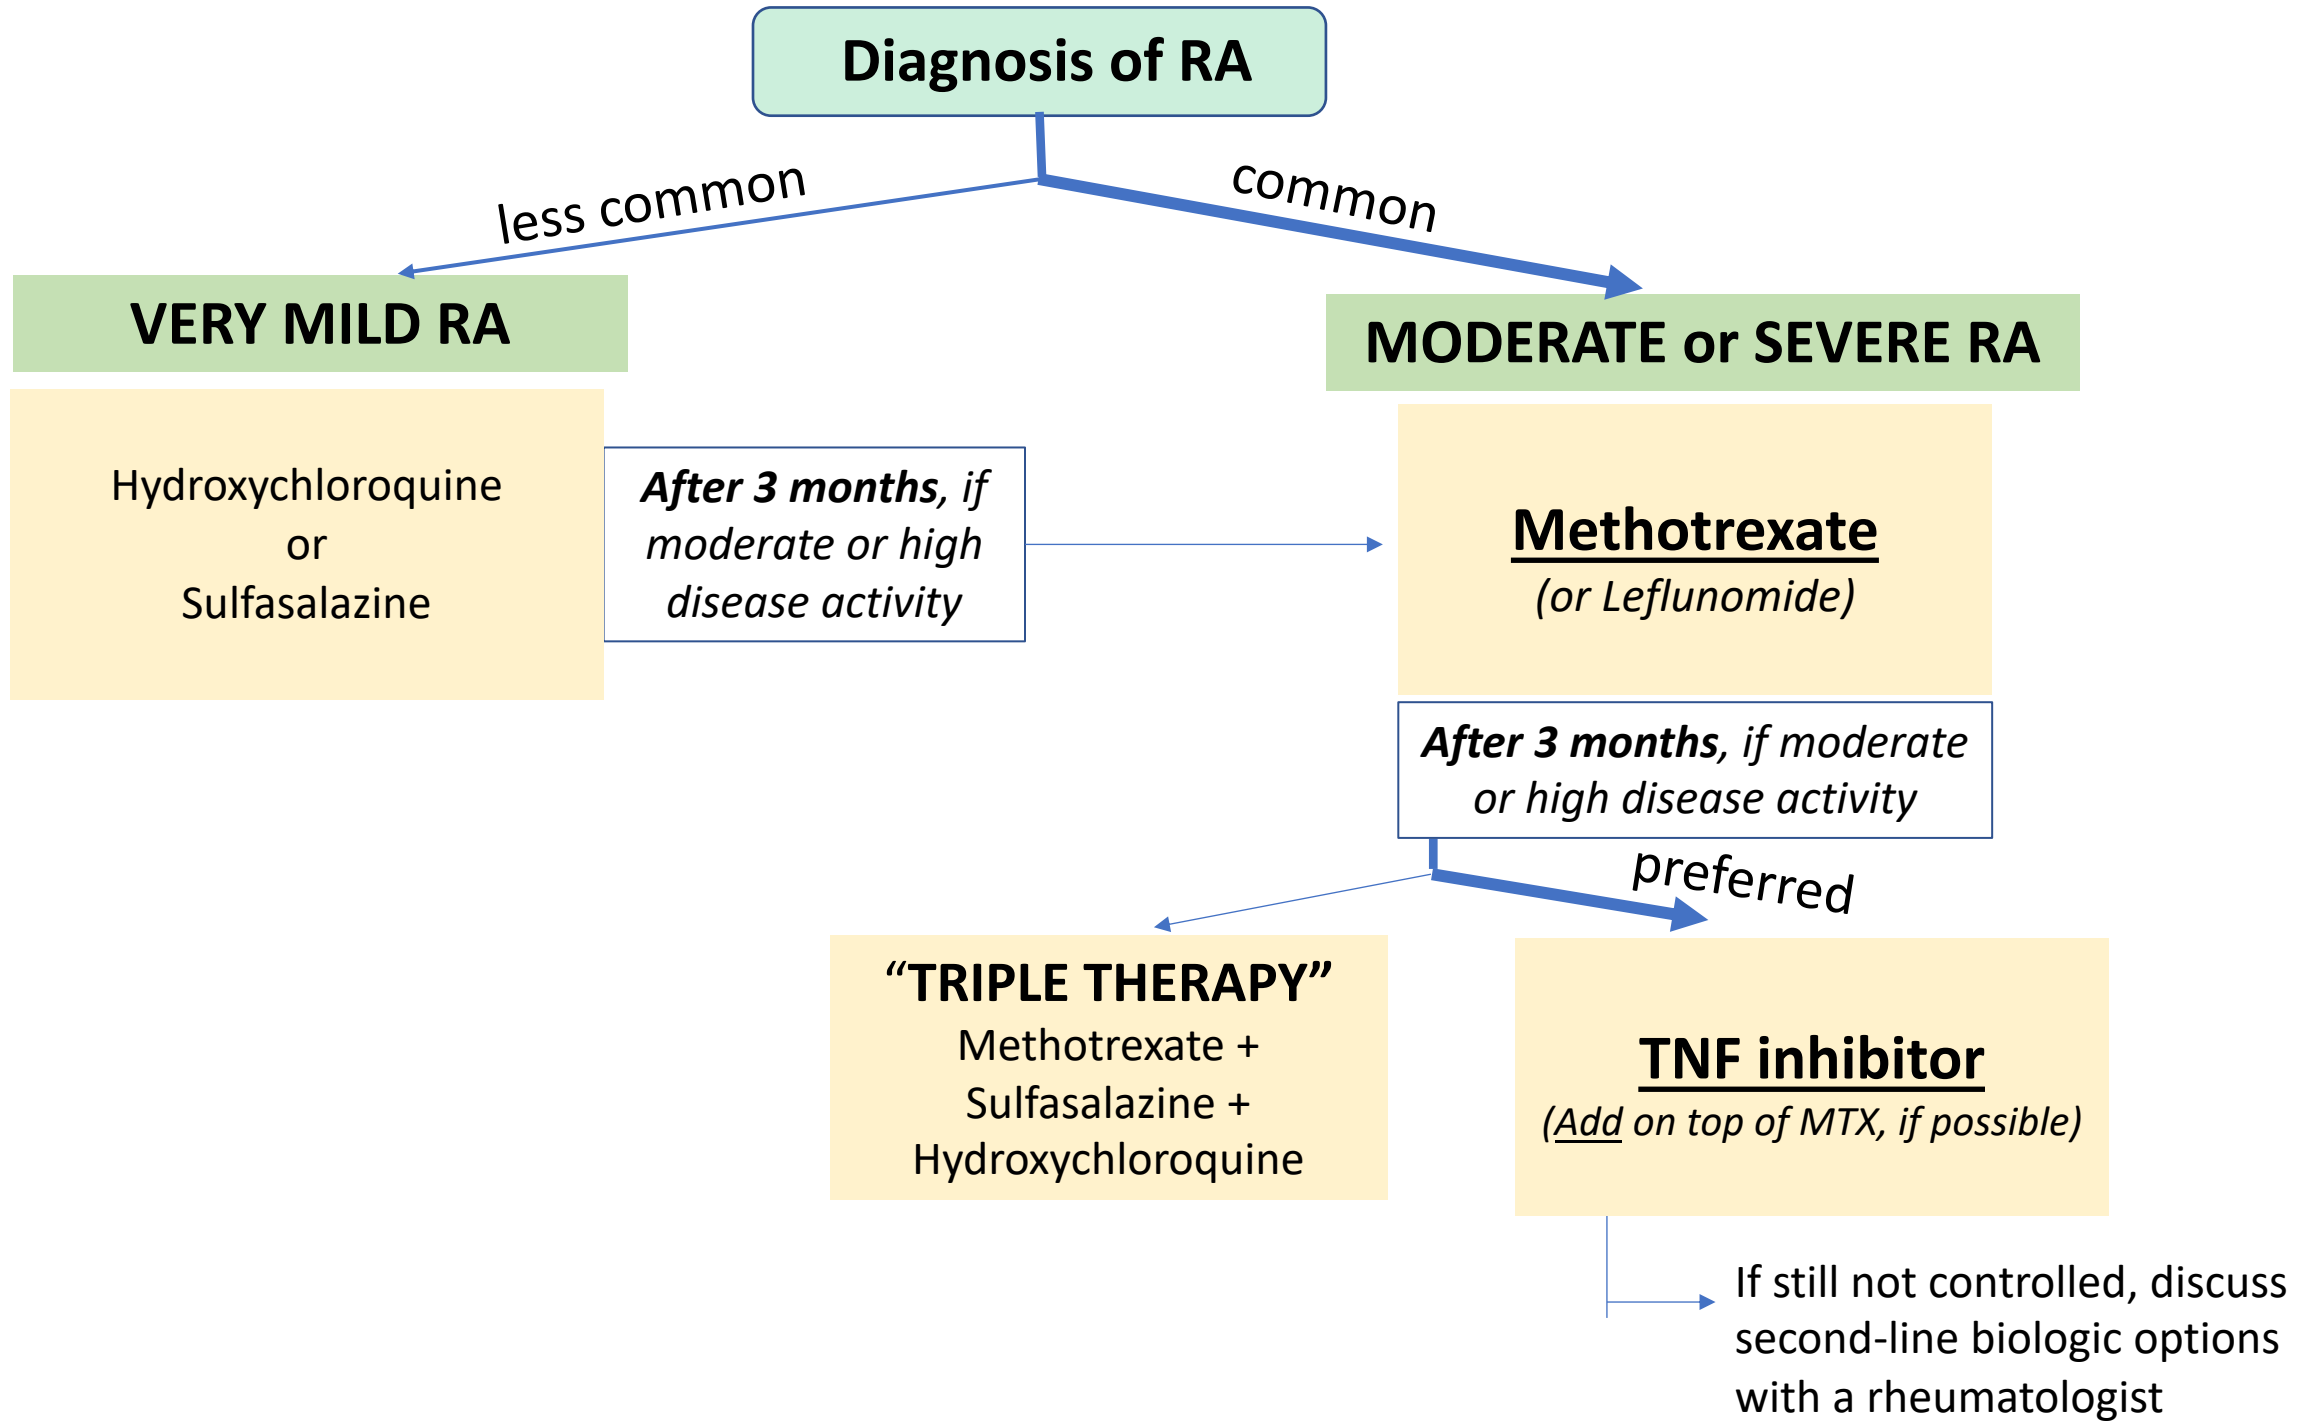 Diagnosis of RA
less common
common
VERY MILD RA
MODERATE or SEVERE RA
Hydroxychloroquine
or
Sulfasalazine
After 3 months, if
moderate or high
disease activity
Methotrexate
(or Leflunomide)
After 3 months, if moderate
or high disease activity
preferred
“TRIPLE THERAPY”
Methotrexate +
Sulfasalazine +
Hydroxychloroquine
TNF inhibitor
(Add on top of MTX, if possible)
If still not controlled, discuss
second-line biologic options
with a rheumatologist